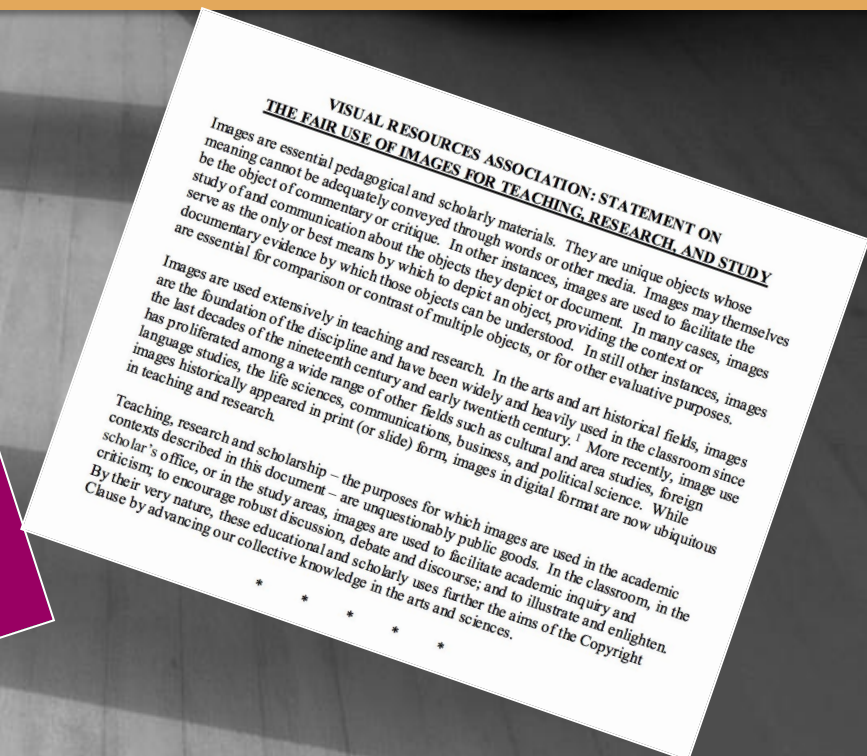 VISUAL RESOURCES ASSOCIATION: STATEMENT ON
THE FAIR USE OF IMAGES FOR TEACHING, RESEARCH, AND STUDY
Images are essential pedagogical and scholarly materials. They are unique objects whose
meaning cannot be adequately conveyed through words or other media. Images may themselves
be the object of commentary or critique. In other instances, images are used to facilitate the
study of and communication about the objects they depict or document. In many cases, images
serve as the only or best means by which to depict an object, providing the context or
documentary evidence by which those objects can be understood. In still other instances, images
are essential for comparison or contrast of multiple objects, or for other evaluative purposes.
Images are used extensively in teaching and research. In the arts and art historical fields, images
are the foundation of the discipline and have been widely and heavily used in the classroom since
the last decades of the nineteenth century and early twentieth century. 1 More recently, image use
has proliferated among a wide range of other fields such as cultural and area studies, foreign
language studies, the life sciences, communications, business, and political science. While
images historically appeared in print (or slide) form, images in digital format are now ubiquitous
in teaching and research.
Teaching, research and scholarship – the purposes for which images are used in the academic
contexts described in this document – are unquestionably public goods. In the classroom, in the
scholar's office, or in the study areas, images are used to facilitate academic inquiry and
criticism; to encourage robust discussion, debate and discourse; and to illustrate and enlighten.
By their very nature, these educational and scholarly uses further the aims of the Copyright
Clause by advancing our collective knowledge in the arts and sciences.
* * * * *